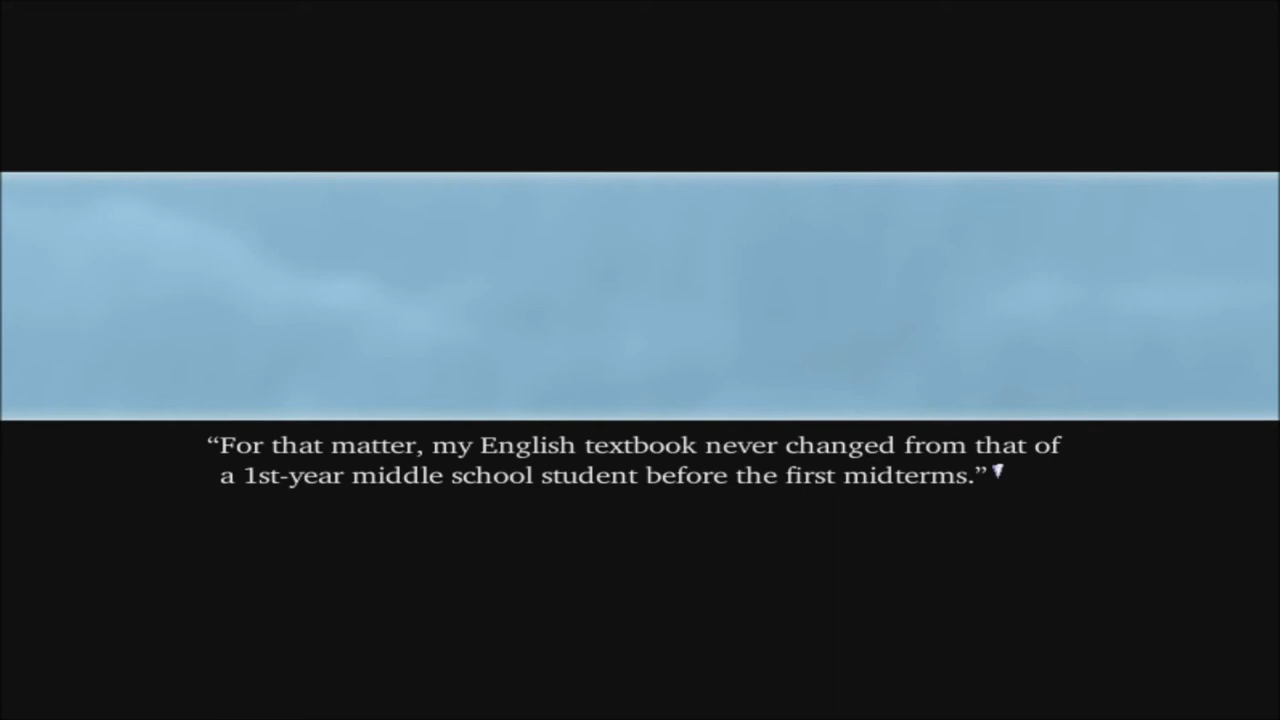 “For that matter, my English textbook never changed from that of
a 1st-year middle school student before the first midterms.”